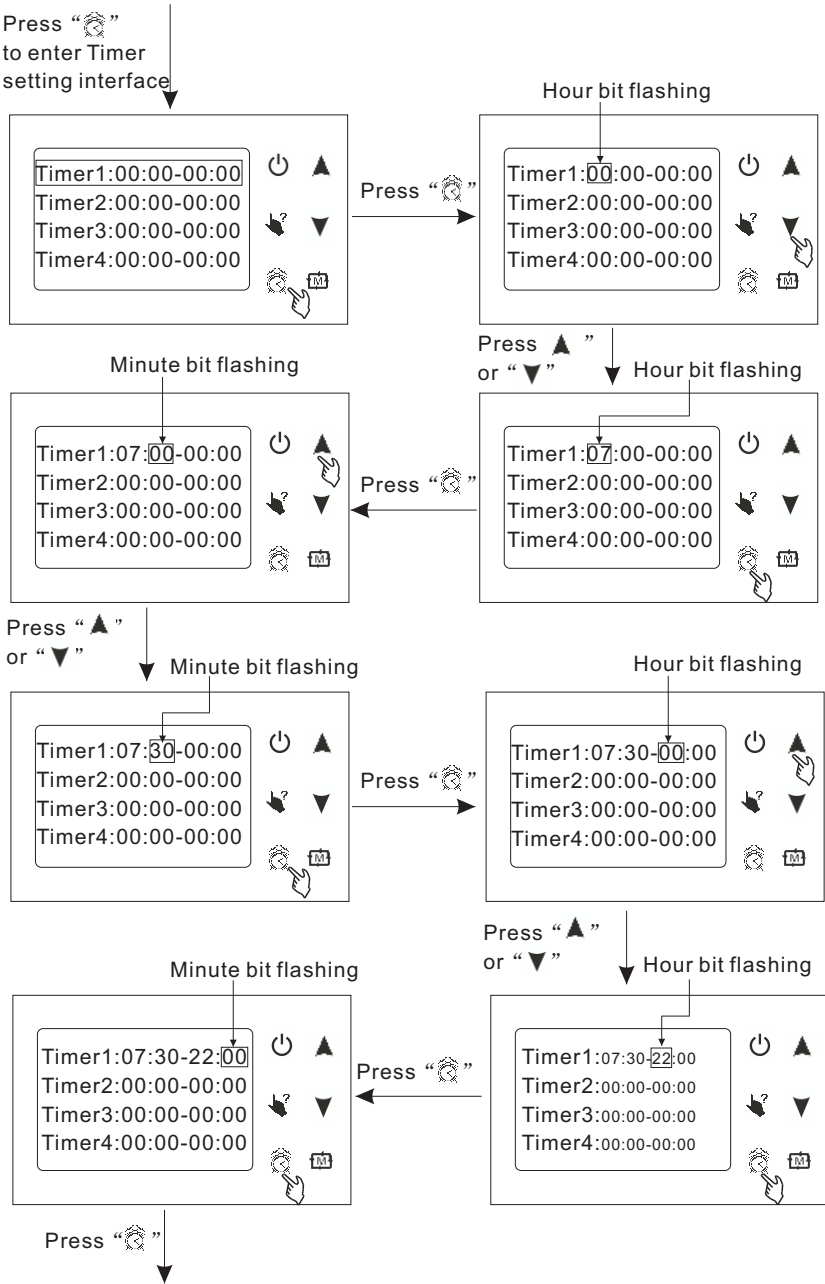 Press “ ”
to enter Timer
setting interface
Timer1:00:00-00:00
Timer2:00:00-00:00
Timer3:00:00-00:00
Timer4:00:00-00:00
?
M
Press “ ”
Hour bit flashing
Timer1:00:00-00:00
Timer2:00:00-00:00
Timer3:00:00-00:00
Timer4:00:00-00:00
?
M
Press ”
or “ ”
Hour bit flashing
Timer1:07:00-00:00
Timer2:00:00-00:00
Timer3:00:00-00:00
Timer4:00:00-00:00
?
M
Press “ ”
Minute bit flashing
Timer1:07:00-00:00
Timer2:00:00-00:00
Timer3:00:00-00:00
Timer4:00:00-00:00
?
M
Press “ ”
or “ ”
Minute bit flashing
Timer1:07:30-00:00
Timer2:00:00-00:00
Timer3:00:00-00:00
Timer4:00:00-00:00
?
M
Press “ ”
Hour bit flashing
Timer1:07:30-00:00
Timer2:00:00-00:00
Timer3:00:00-00:00
Timer4:00:00-00:00
?
M
Press “ ”
or “ ”
Hour bit flashing
Timer1:07:30-22:00
Timer2:00:00-00:00
Timer3:00:00-00:00
Timer4:00:00-00:00
?
M
Press “ ”
Minute bit flashing
Timer1:07:30-22:00
Timer2:00:00-00:00
Timer3:00:00-00:00
Timer4:00:00-00:00
?
M
Press “ ”